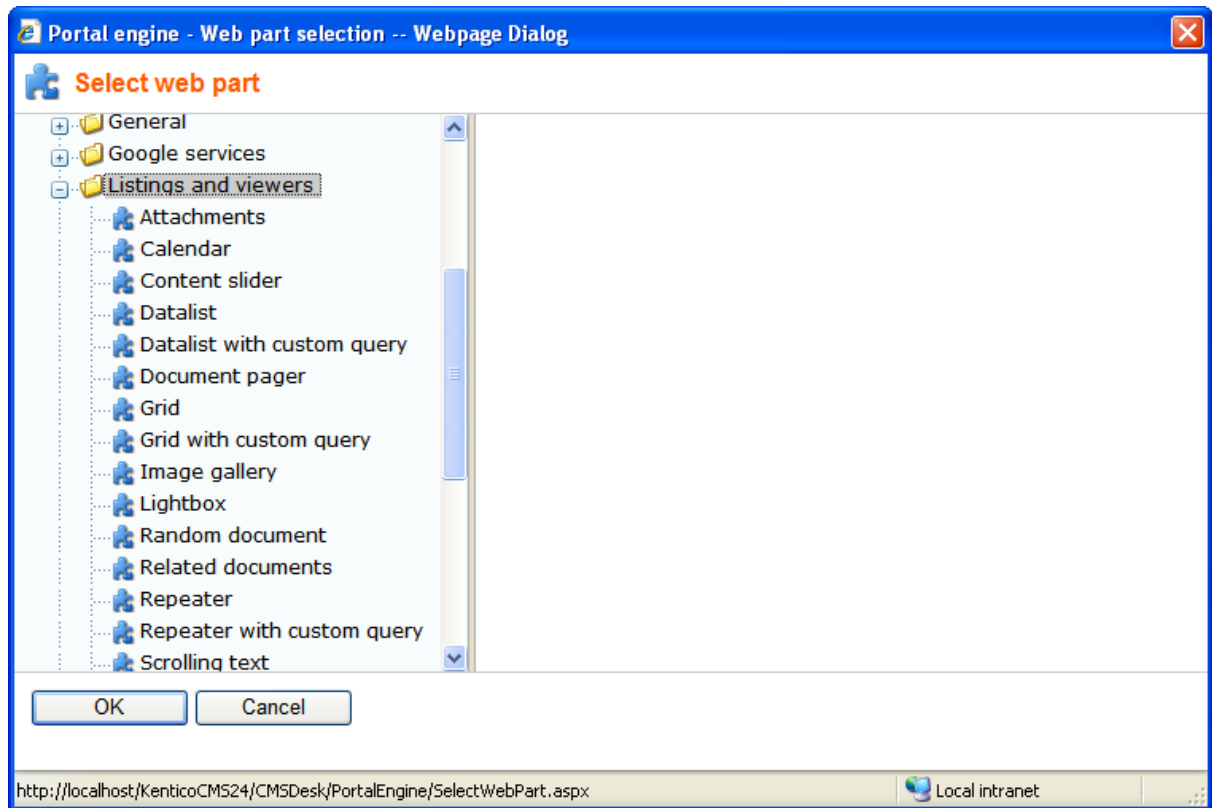 Portal engine - Web part selection -- Webpage Dialog
Select web part
General
Google services
Listings and viewers
Attachments
Calendar
Content slider
Datalist
Datalist with custom query
Document pager
Grid
Grid with custom query
Image gallery
Lightbox
Random document
Related documents
Repeater
Repeater with custom query
Scrolling text
OK Cancel
http://localhost/KenticoCMS24/CMSDesk/PortalEngine/SelectWebPart.aspx Local intranet